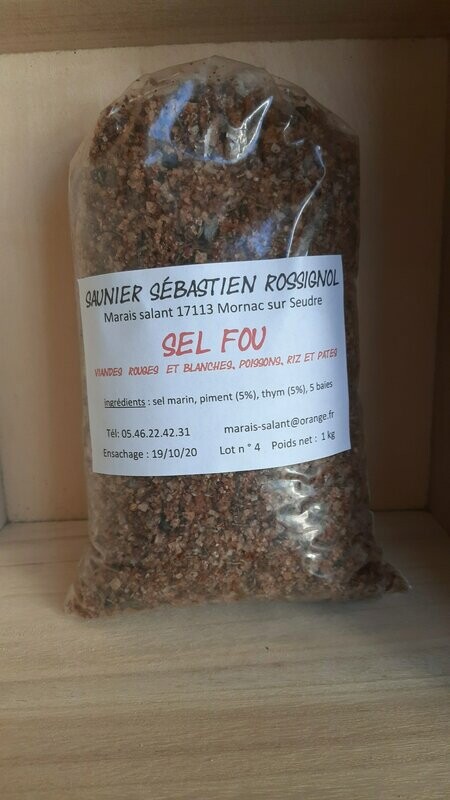 SAUNIER SÉBASTIEN ROSSIGNOL
Marais salant 17113 Mornac sur Seudre
SEL FOU
VIANDES ROUGES ET BLANCHES, POISSONS, RIZ ET PATES
ingrédients : sel marin, piment (5%), thym (5%), 5 baies
Tél: 05.46.22.42.31 marais-salant@orange.fr
Ensachage : 19/10/20 Lot n° 4 Poids net : 1 kg